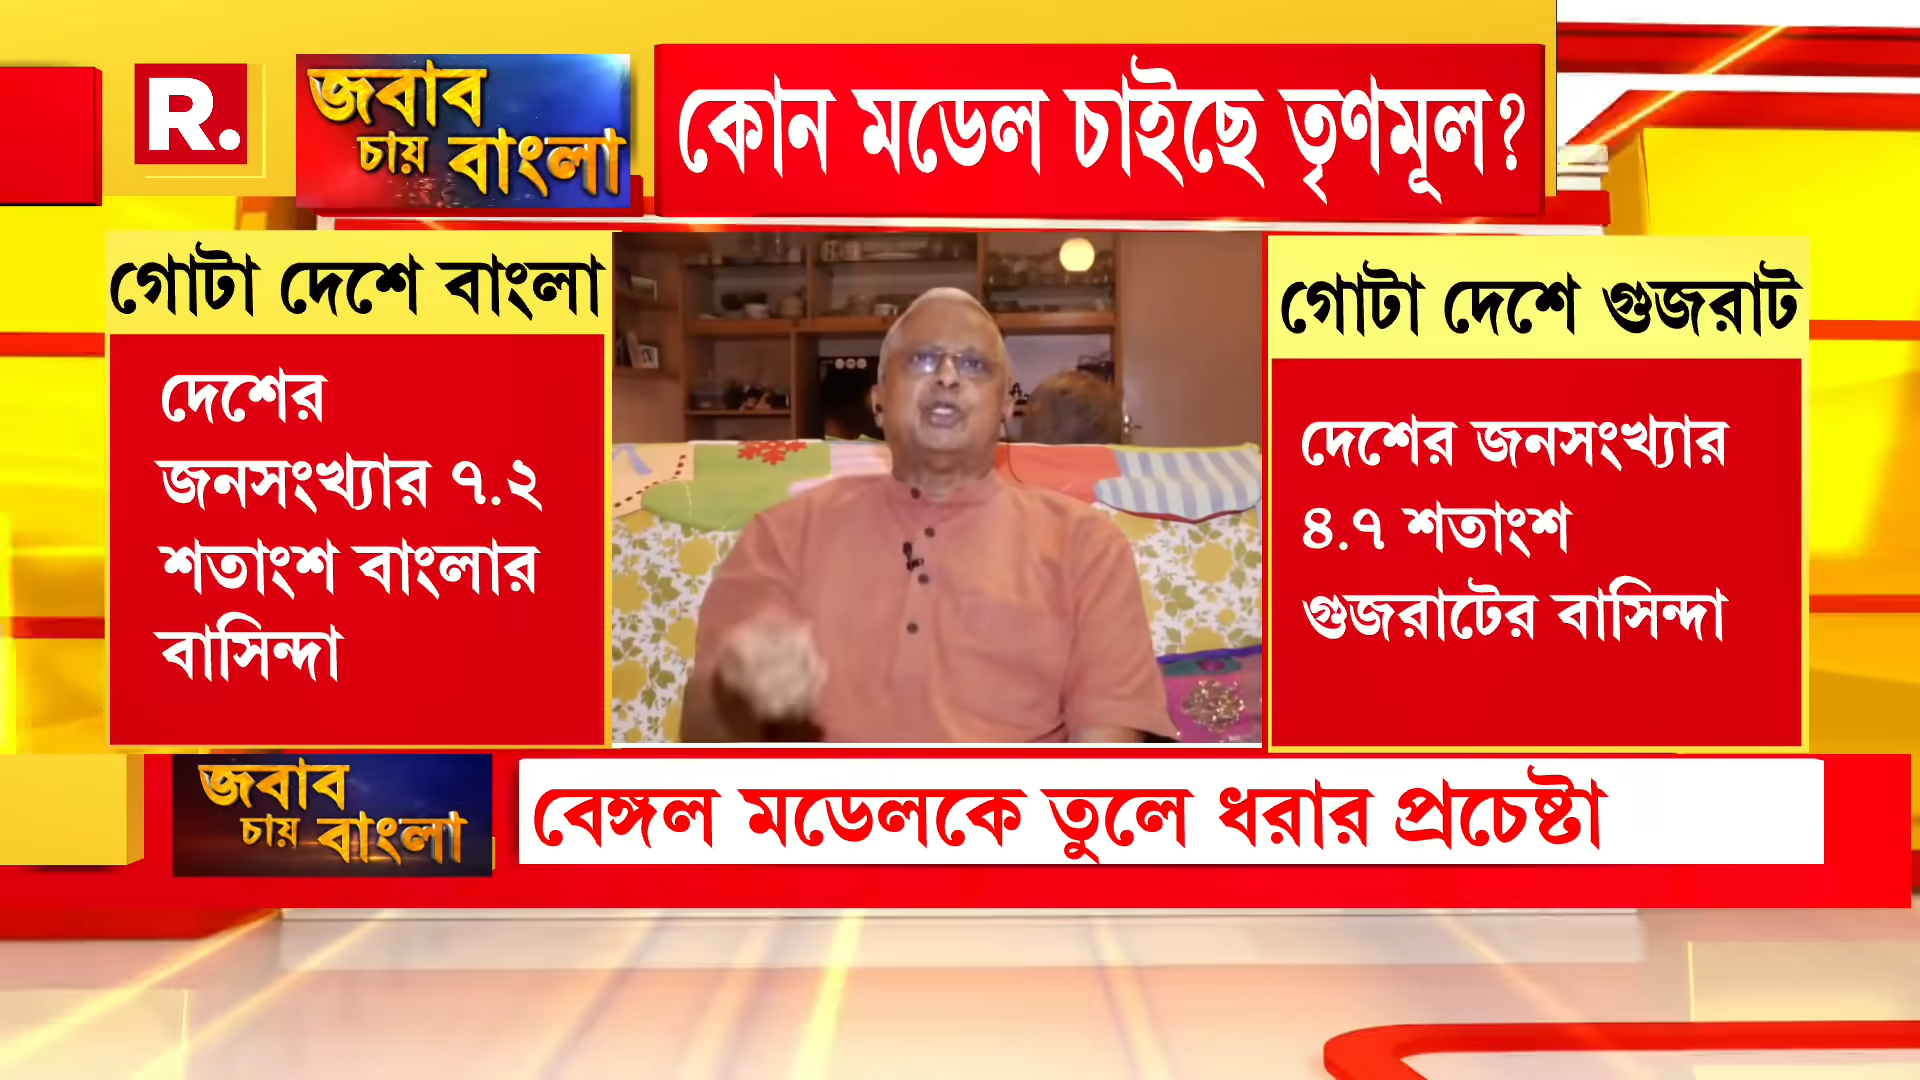 R.
জবাব
চায় বাংলা
কোন মডেল চাইছে তৃণমূল?
গোটা দেশে বাংলা
দেশের
জনসংখ্যার ৭.২
শতাংশ বাংলার
বাসিন্দা
গোটা দেশে গুজরাট
দেশের জনসংখ্যার
৪.৭ শতাংশ
গুজরাটের বাসিন্দা
জবাব
চায় বাংলা
বেঙ্গল মডেলকে তুলে ধরার প্রচেষ্টা